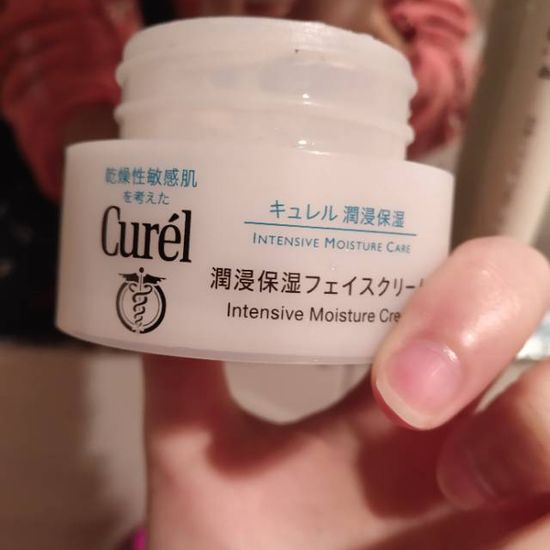 乾燥性敏感肌
を考えた
Curél
キュレル 潤浸保湿
INTENSIVE MOISTURE CARE
潤浸保湿フェイスクリー
Intensive Moisture